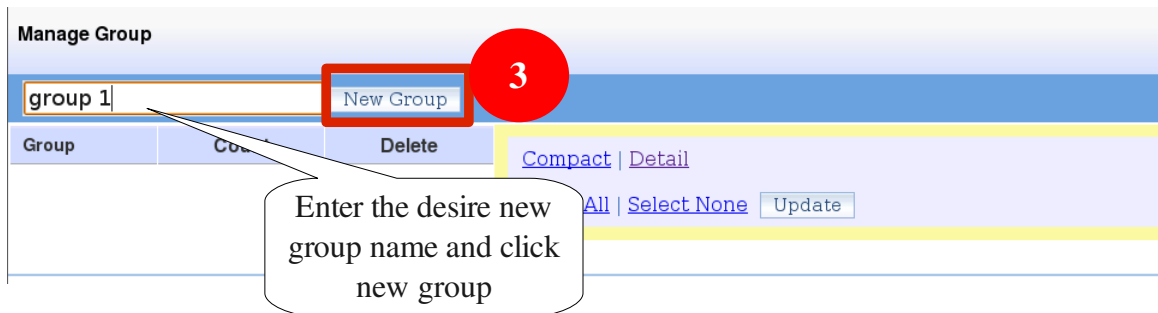 Manage Group
3
group 1 New Group
Group Delete
Compact | Detail
All | Select None Update
Enter the desire new
group name and click
new group